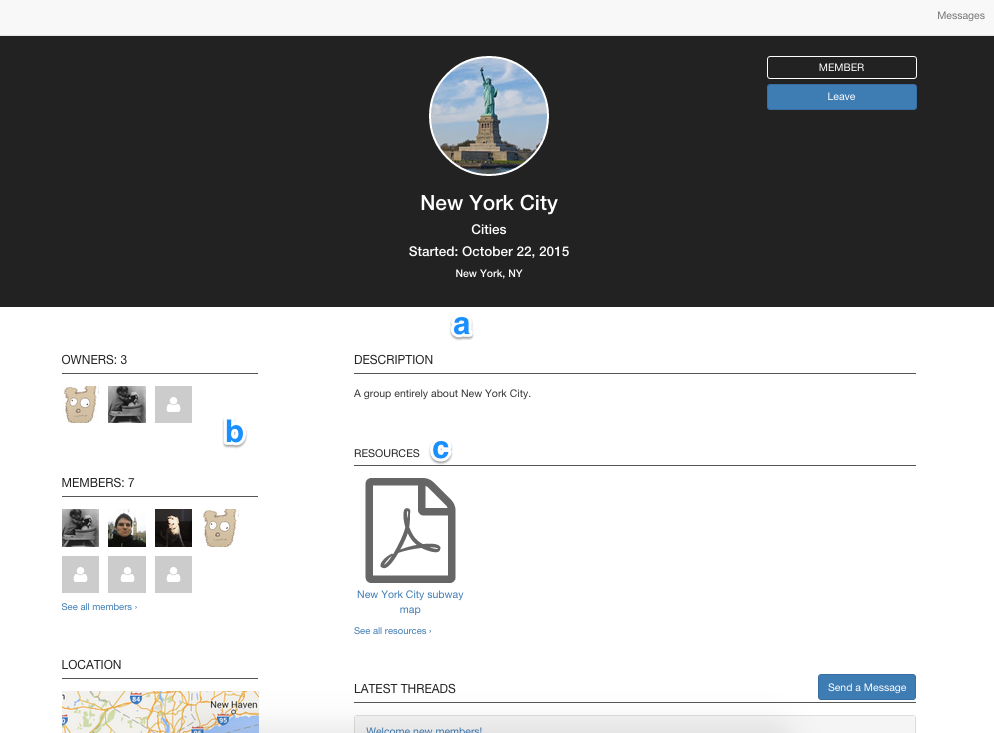 Messages
MEMBER
Leave
New York City
Cities
Started: October 22, 2015
New York, NY
a
OWNERS: 3
b
MEMBERS: 7
See all members ›
LOCATION
84
New Haven
95
DESCRIPTION
A group entirely about New York City.
RESOURCES c
New York City subway
map
See all resources ›
LATEST THREADS
Send a Message
Welcome new members!